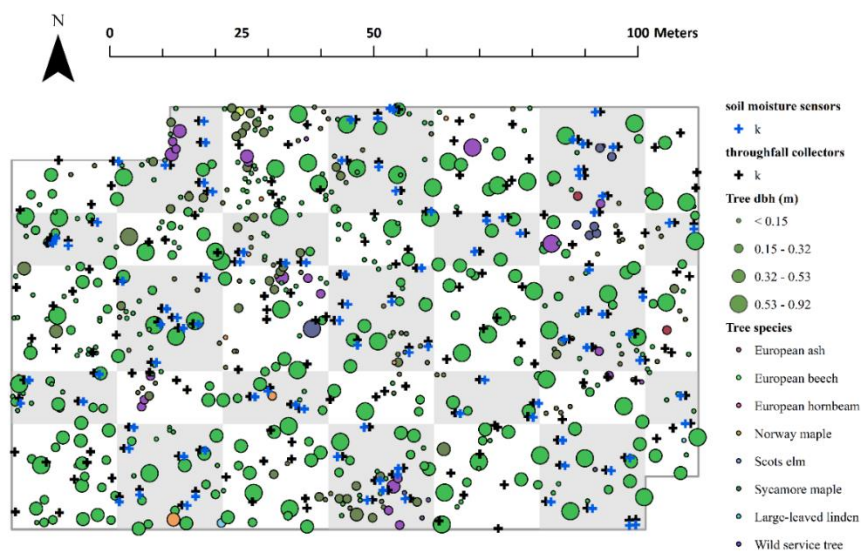 N
0 25 50 100 Meters
soil moisture sensors
k
throughfall collectors
k
Tree dbh (m)
< 0.15
0.15 - 0.32
0.32 - 0.53
0.53 - 0.92
Tree species
European ash
European beech
European hornbeam
Norway maple
Scots elm
Sycamore maple
Large-leaved linden
Wild service tree